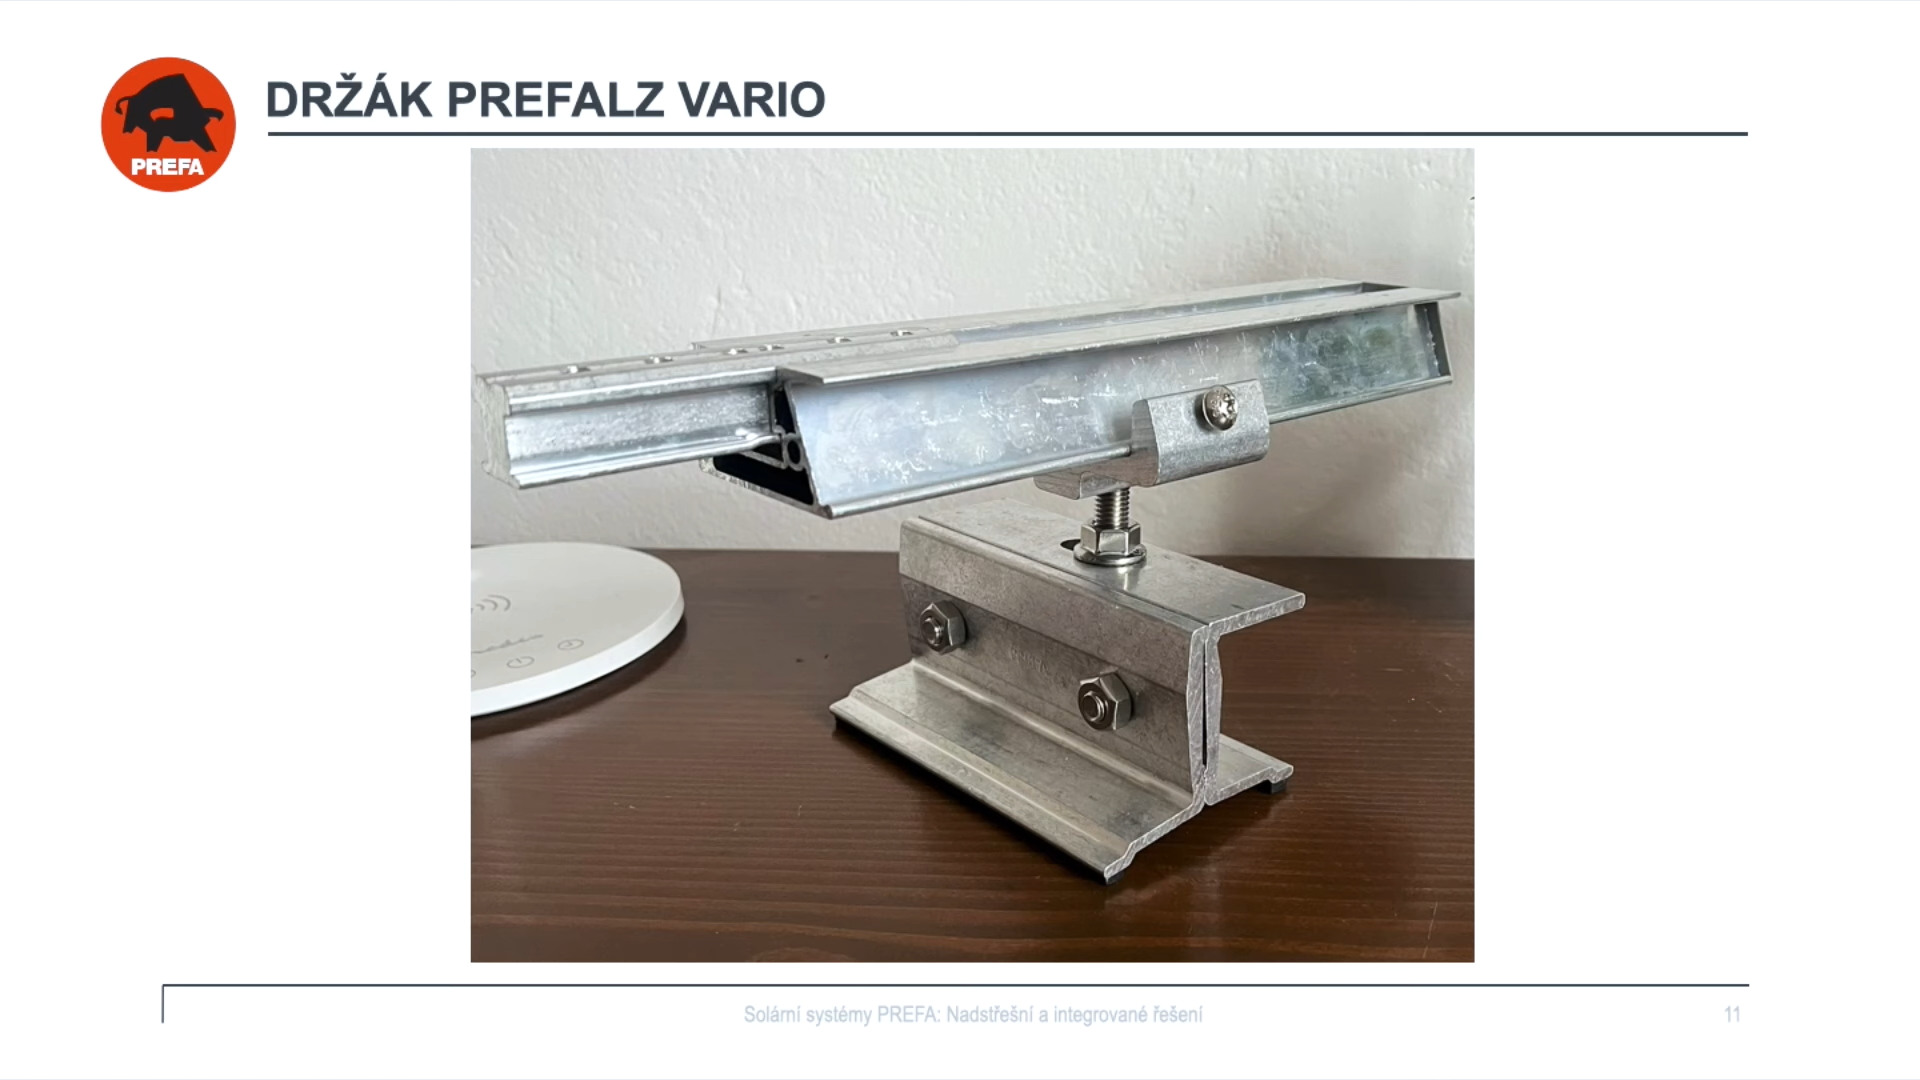 PREFA
DRŽÁK PREFALZ VARIO
Solární systémy PREFA: Nadstřešní a integrované řešení
11